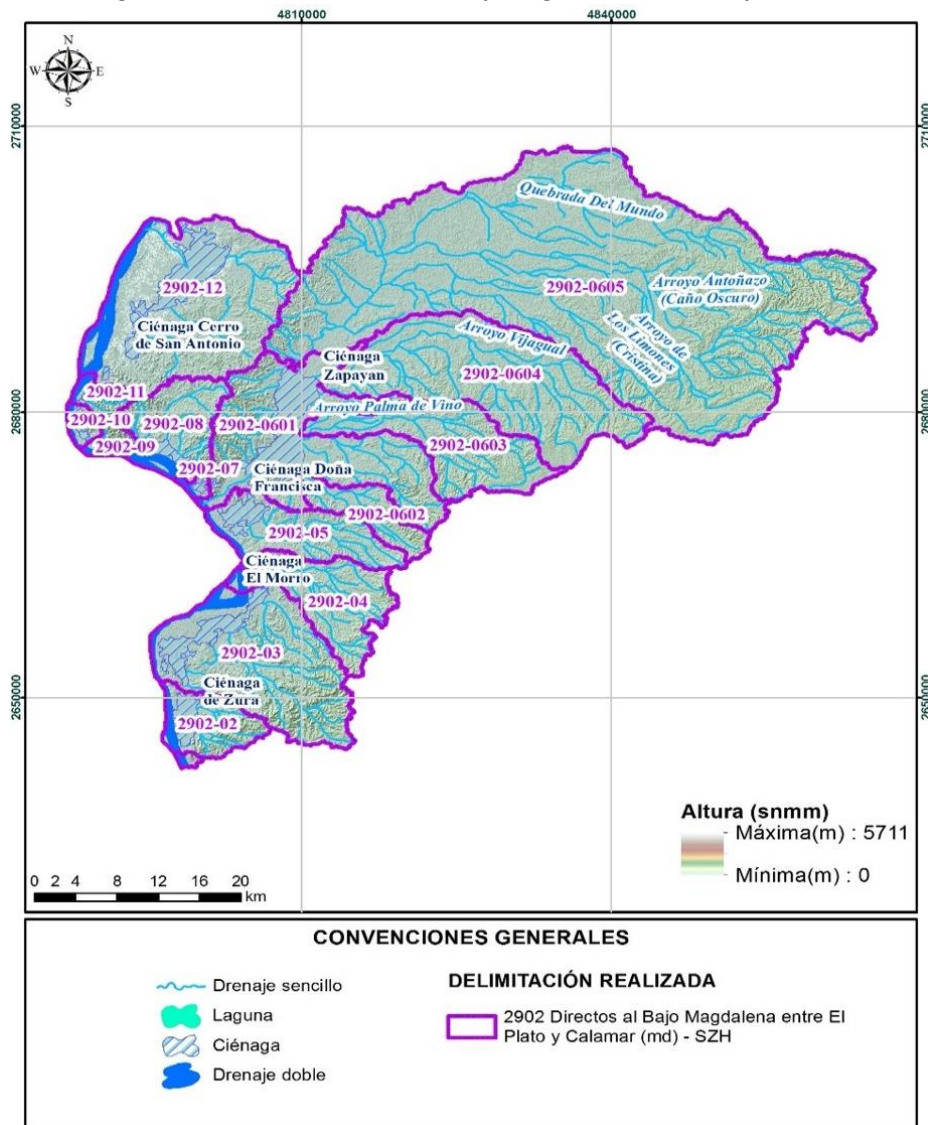 4810000
4840000
N
W
E
S
2710000
2710000
Quebrada Del Mundo
2902-12
2902-0605
Arroyo Antoñazo
(Caño Oscuro)
Ciénaga Cerro
de San Antonio
Arroyo Vijagual
Arroyo de
Los Limones
(Cristina)
Ciénaga
Zapayan
2902-0604
2902-11
2680000
2680000
2902-10
2902-08
2902-0601
Arroyo Palma de Vino
2902-09
2902-0603
2902-07
Ciénaga Doña
Francisca
2902-0602
2902-05
Ciénaga
El Morro
2902-04
2902-03
Ciénaga
de Zura
2650000
2650000
2902-02
Altura (snmm)
Máxima(m) : 5711
Mínima(m) : 0
0 2 4 8 12 16 20
km
CONVENCIONES GENERALES
Drenaje sencillo
Laguna
Ciénaga
Drenaje doble
DELIMITACIÓN REALIZADA
2902 Directos al Bajo Magdalena entre El
Plato y Calamar (md) - SZH